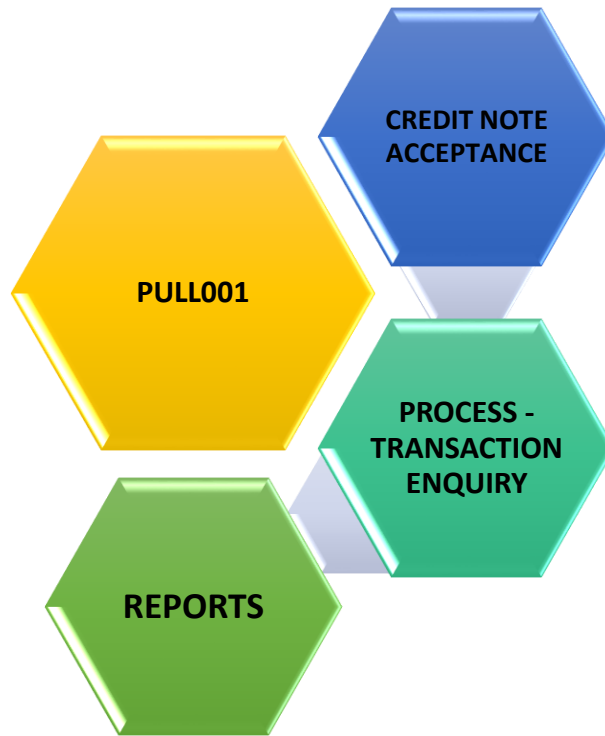 CREDIT NOTE
ACCEPTANCE
PULL001
PROCESS -
TRANSACTION
ENQUIRY
REPORTS